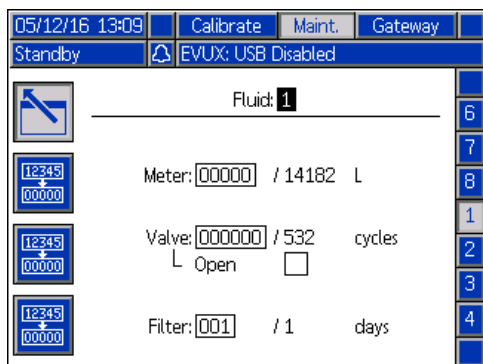 05/12/16 13:09 Calibrate Maint. Gateway
Standby EVUX: USB Disabled
Fluid: 1
6
7
12345 Meter: 00000 / 14182 L 8
00000
1
12345 Valve: 000000 / 532 cycles 2
00000 Open
3
12345 Filter: 001 / 1 days 4
00000